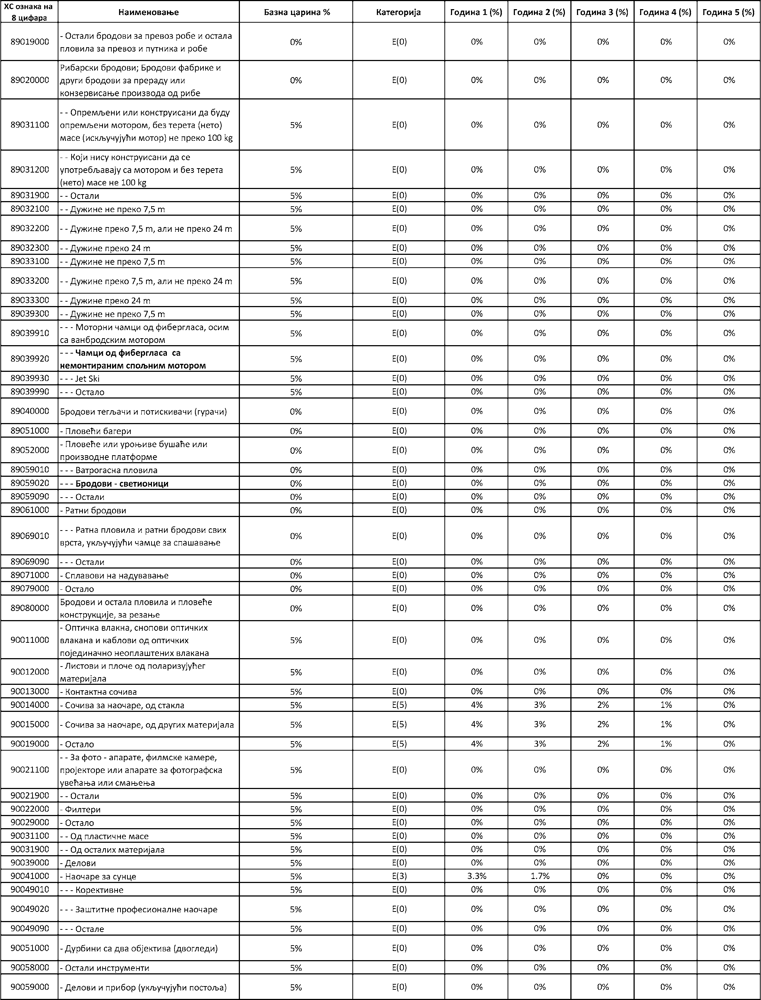 ХС ознака на 8 цифара Наименовање Базна царина % Категорија Година 1 (%) Година 2 (%) Година 3 (%) Година 4 (%) Година 5 (%)
89019000 - Остали бродови за превоз робе и остала пловила за превоз и путника и робе 0% E(0) 0% 0% 0% 0% 0%
89020000 Рибарски бродови; Бродови фабрике и други бродови за прераду или конзервисање производа од рибе 0% E(0) 0% 0% 0% 0% 0%
89031100 - - Опремљени или конструисани да буду опремљени мотором, без терета (нето) масе (искључујући мотор) не преко 100 kg 5% E(0) 0% 0% 0% 0% 0%
89031200 - - Који нису конструисани да се употребљавају са мотором и без терета (нето) масе не 100 kg 5% E(0) 0% 0% 0% 0% 0%
89031900 - - Остали 5% E(0) 0% 0% 0% 0% 0%
89032100 - - Дужине не преко 7,5 m 5% E(0) 0% 0% 0% 0% 0%
89032200 - - Дужине преко 7,5 m, али не преко 24 m 5% E(0) 0% 0% 0% 0% 0%
89032300 - - Дужине преко 24 m 5% E(0) 0% 0% 0% 0% 0%
89033100 - - Дужине не преко 7,5 m 5% E(0) 0% 0% 0% 0% 0%
89033200 - - Дужине преко 7,5 m, али не преко 24 m 5% E(0) 0% 0% 0% 0% 0%
89033300 - - Дужине преко 24 m 5% E(0) 0% 0% 0% 0% 0%
89039300 - - Дужине не преко 7,5 m 5% E(0) 0% 0% 0% 0% 0%
89039910 - - - Моторни чамци од фибергласа, осим са ванбродским мотором 5% E(0) 0% 0% 0% 0% 0%
89039920 - - - Чамци од фибергласа са немонтираним спољним мотором 5% E(0) 0% 0% 0% 0% 0%
89039930 - - - Jet Ski 5% E(0) 0% 0% 0% 0% 0%
89039990 - - - Остало 5% E(0) 0% 0% 0% 0% 0%
89040000 Бродови тегљачи и потискивачи (гурачи) 0% E(0) 0% 0% 0% 0% 0%
89051000 - Пловећи багери 0% E(0) 0% 0% 0% 0% 0%
89052000 - Пловеће или уроњиве бушаће или производне платформе 0% E(0) 0% 0% 0% 0% 0%
89059010 - - - Ватрогасна пловила 0% E(0) 0% 0% 0% 0% 0%
89059020 - - - Бродови - светионици 0% E(0) 0% 0% 0% 0% 0%
89059090 - - - Остали 0% E(0) 0% 0% 0% 0% 0%
89061000 - Ратни бродови 0% E(0) 0% 0% 0% 0% 0%
89069010 - - - Ратна пловила и ратни бродови свих врста, укључујући чамце за спашавање 0% E(0) 0% 0% 0% 0% 0%
89069090 - - - Остали 0% E(0) 0% 0% 0% 0% 0%
89071000 - Сплавови на надувавање 0% E(0) 0% 0% 0% 0% 0%
89079000 - Остало 0% E(0) 0% 0% 0% 0% 0%
89080000 Бродови и остала пловила и пловеће конструкције, за резање 0% E(0) 0% 0% 0% 0% 0%
90011000 - Оптичка влакна, снопови оптичких влакана и каблови од оптичких појединачно неоплаштених влакана 5% E(0) 0% 0% 0% 0% 0%
90012000 - Листови и плоче од поларизујућег материјала 5% E(0) 0% 0% 0% 0% 0%
90013000 - Контактна сочива 5% E(0) 0% 0% 0% 0% 0%
90014000 - Сочива за наочаре, од стакла 5% E(5) 4% 3% 2% 1% 0%
90015000 - Сочива за наочаре, од других материјала 5% E(5) 4% 3% 2% 1% 0%
90019000 - Остало 5% E(5) 4% 3% 2% 1% 0%
90021100 - - За фото - апарате, филмске камере, пројекторе или апарате за фотографска увећања или смањења 5% E(0) 0% 0% 0% 0% 0%
90021900 - - Остали 5% E(0) 0% 0% 0% 0% 0%
90022000 - Филтери 5% E(0) 0% 0% 0% 0% 0%
90029000 - Остало 5% E(0) 0% 0% 0% 0% 0%
90031100 - - Од пластичне масе 5% E(0) 0% 0% 0% 0% 0%
90031900 - - Од осталих материјала 5% E(0) 0% 0% 0% 0% 0%
90039000 - Делови 5% E(0) 0% 0% 0% 0% 0%
90041000 - Наочаре за сунце 5% E(3) 3.3% 1.7% 0% 0% 0%
90049010 - - - Корективне 5% E(0) 0% 0% 0% 0% 0%
90049020 - - - Заштитне професионалне наочаре 5% E(0) 0% 0% 0% 0% 0%
90049090 - - - Остале 5% E(0) 0% 0% 0% 0% 0%
90051000 - Дурбини са два објектива (двогледи) 5% E(0) 0% 0% 0% 0% 0%
90058000 - Остали инструменти 5% E(0) 0% 0% 0% 0% 0%
90059000 - Делови и прибор (укључујући постоља) 5% E(0) 0% 0% 0% 0% 0%